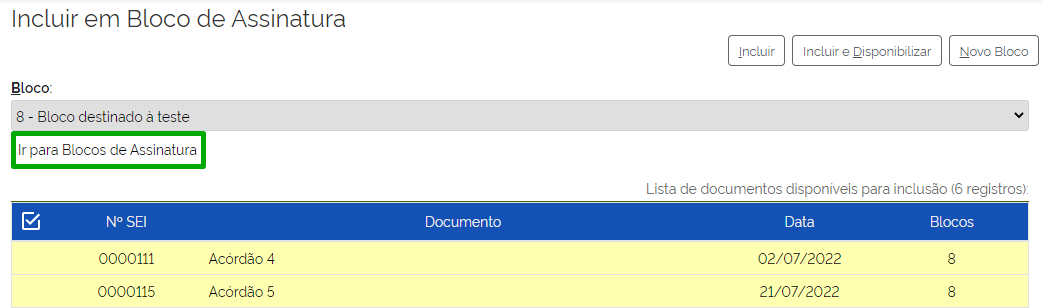 Incluir em Bloco de Assinatura
Incluir Incluir e Disponibilizar Novo Bloco
Bloco:
8 - Bloco destinado à teste
Ir para Blocos de Assinatura
Lista de documentos disponíveis para inclusão (6 registros):
Nº SEI Documento Data Blocos
0000111 Acórdão 4 02/07/2022 8
0000115 Acórdão 5 21/07/2022 8